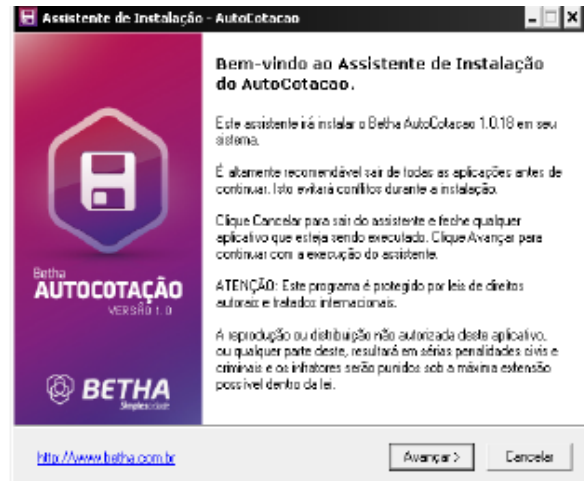 Assistente de Instalação - AutoCotacao
Bem-vindo ao Assistente de Instalação
do AutoCotacao.
Este assistente irá instalar o Betha AutoCotacao 1.0.18 em seu
sistema.
É altamente recomendável sair de todas as aplicações antes de
continuar. Isto evitará conflitos durante a instalação.
Clique Cancelar para sair do assistente e feche qualquer
aplicativo que esteja sendo executado. Clique Avançar para
continuar com a execução do assistente.
ATENÇÃO: Este programa é protegido por leis de direitos
autorais e tratados internacionais.
A reprodução ou distribuição não autorizada deste aplicativo,
ou qualquer parte deste, resultará em sérias penalidades civis e
criminais e os infratores serão punidos sob a máxima extensão
possível dentro da lei.
Betha
AUTOCOTAÇÃO
VERSÃO 1.0
BETHA
Simplicidade
http://www.betha.com.br
Avançar >
Cancelar